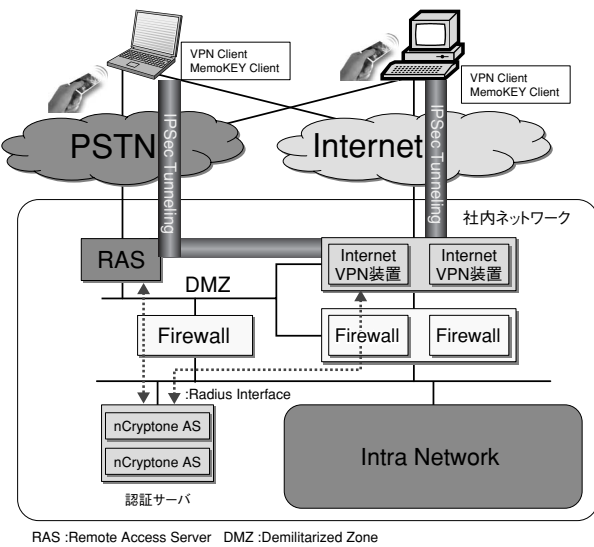 VPN Client
MemoKEY Client
VPN Client
MemoKEY Client
PSTN
Internet
IPSec Tunneling
IPSec Tunneling
社内ネットワーク
RAS
Internet
VPN装置
Internet
VPN装置
DMZ
Firewall
Firewall
Firewall
:Radius Interface
nCryptone AS
nCryptone AS
認証サーバ
Intra Network
RAS :Remote Access Server DMZ :Demilitarized Zone